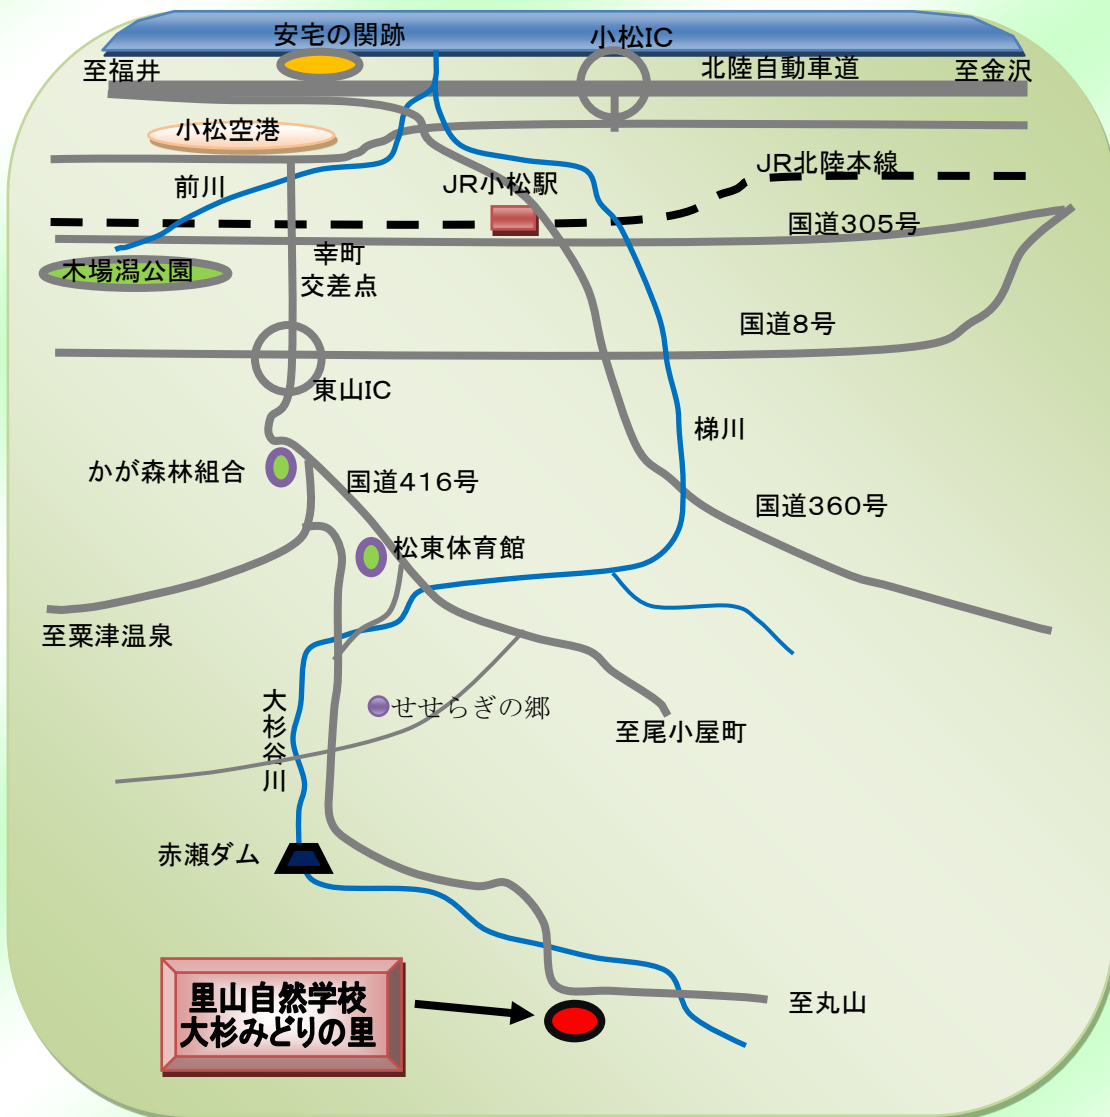 安宅の関跡
小松IC
至福井
北陸自動車道
至金沢
小松空港
JR北陸本線
前川
JR小松駅
国道305号
幸町
交差点
木場潟公園
国道8号
東山IC
梯川
かが森林組合
国道416号
国道360号
松東体育館
至粟津温泉
大杉谷川
せせらぎの郷
至尾小屋町
赤瀬ダム
里山自然学校
大杉みどりの里
至丸山